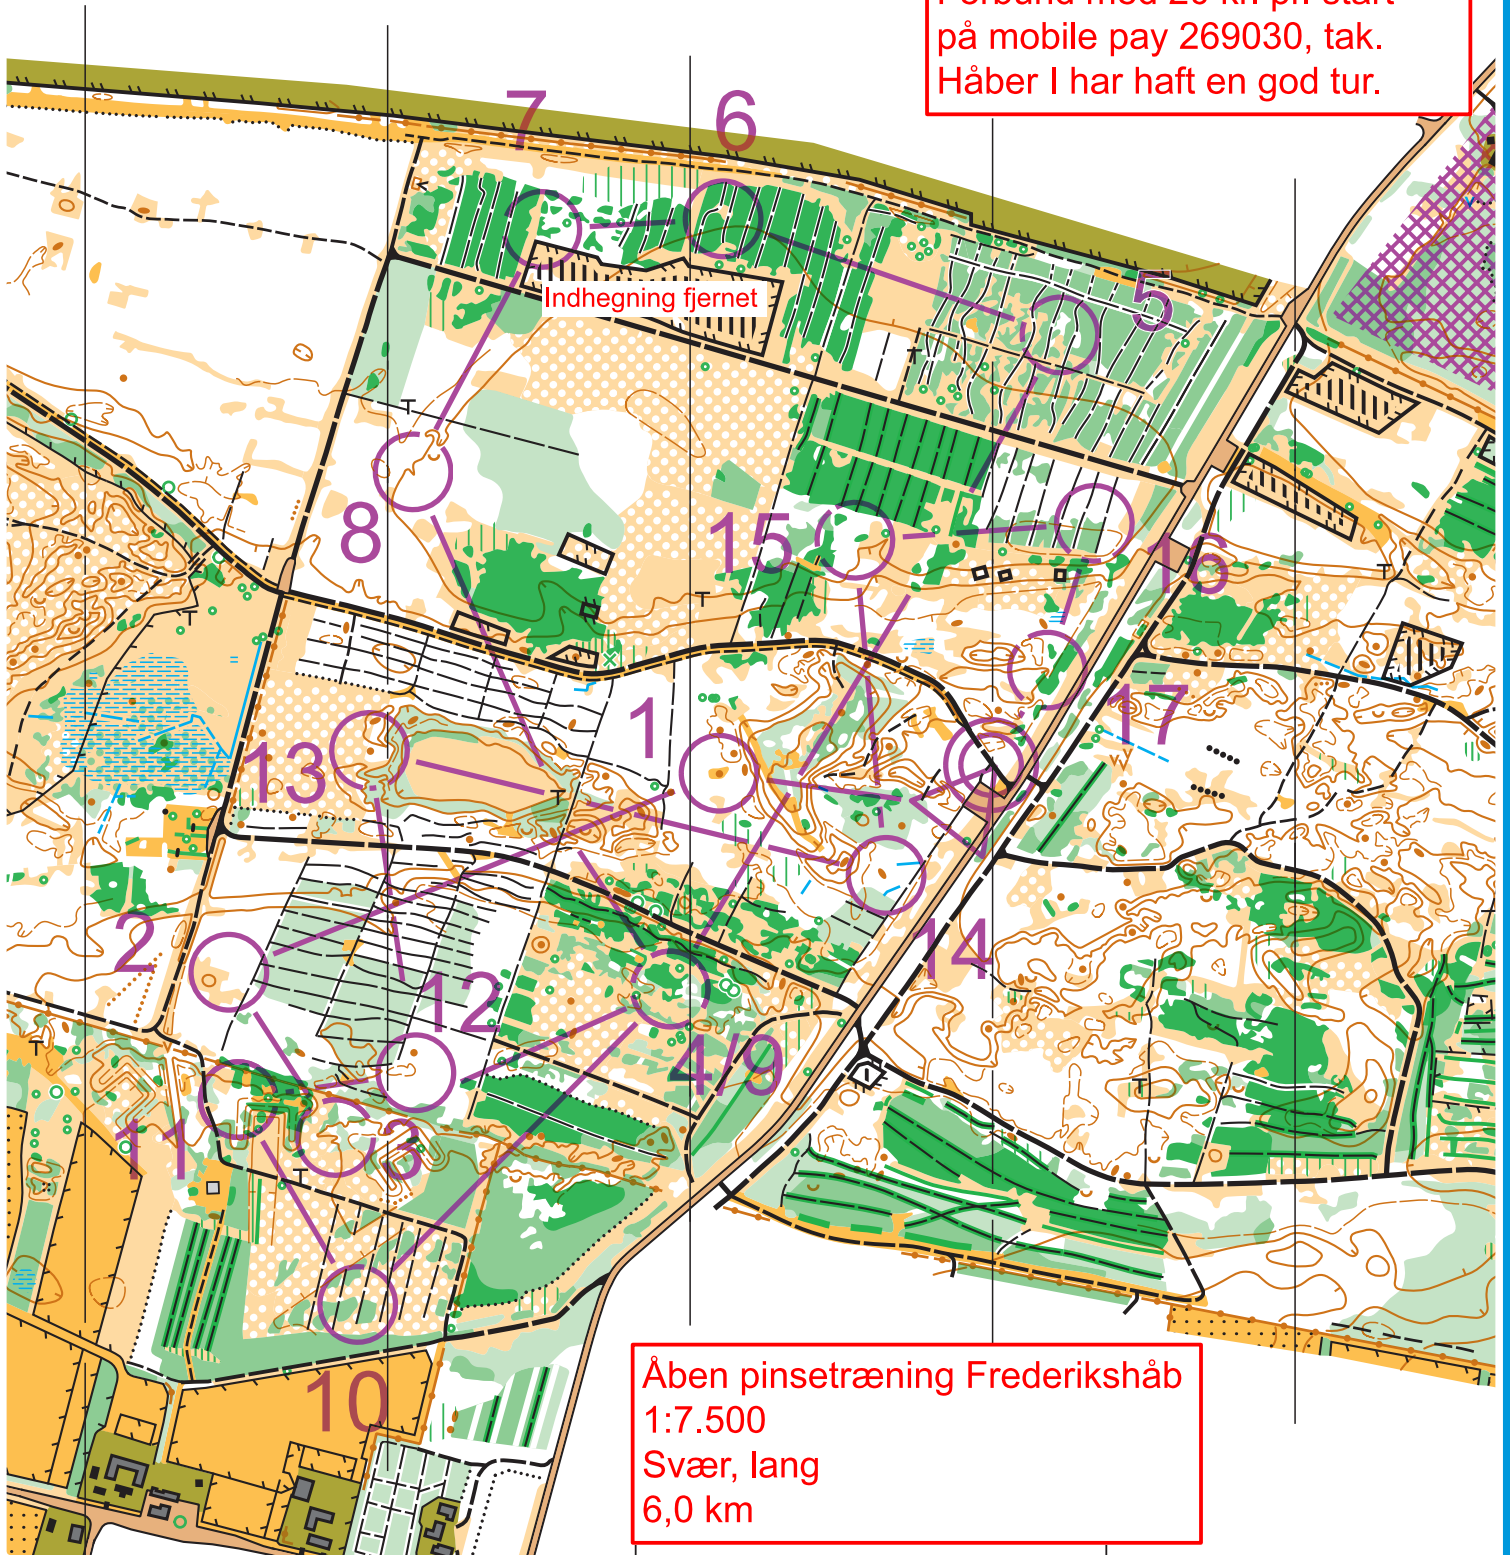 på mobile pay 269030, tak.
Håber I har haft en god tur.
7
6
5
Indhegning fjernet
8
15
16
1
17
13
2
14
12
4/9
11
3
10
Åben pinsetræning Frederikshåb
1:7.500
Svær, lang
6,0 km